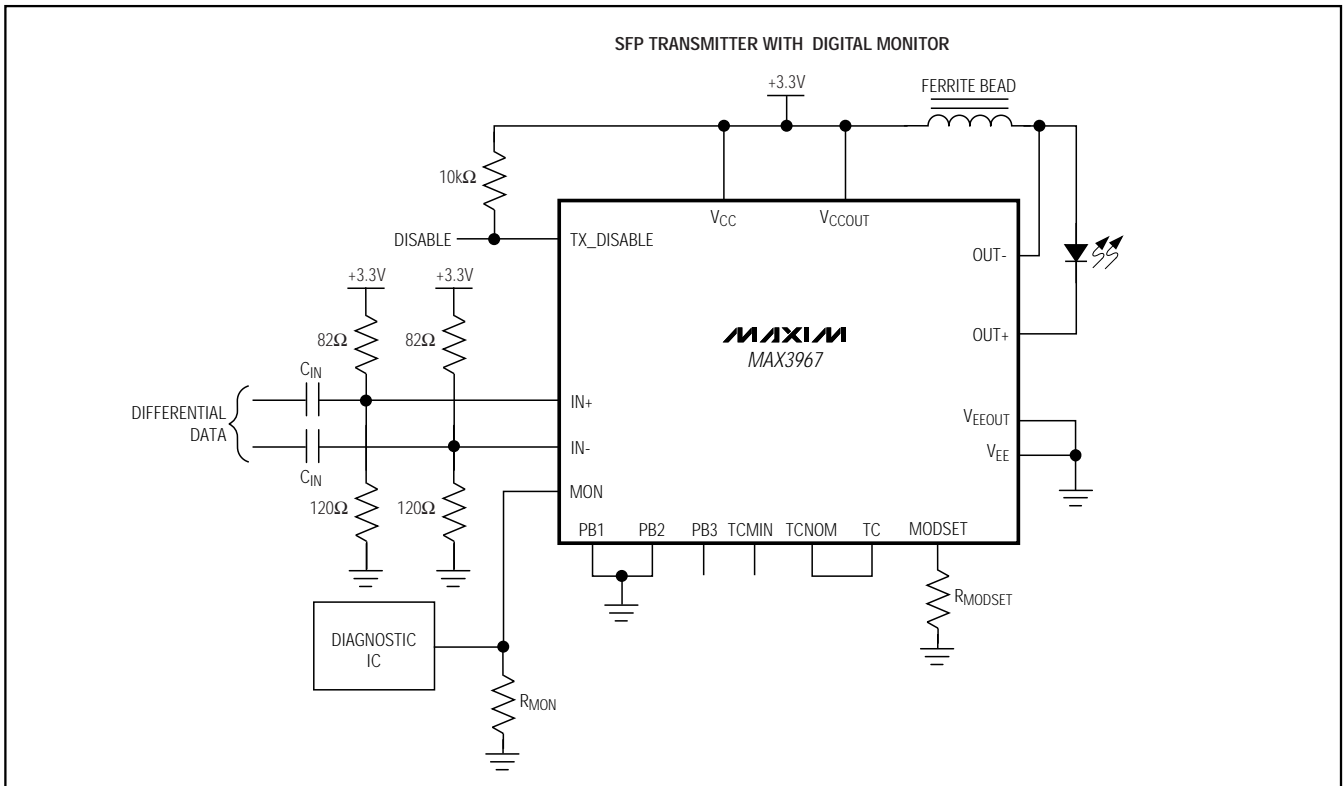 SFP TRANSMITTER WITH DIGITAL MONITOR
+3.3V
FERRITE BEAD
10kΩ
VCC
VCCOUT
DISABLE
TX_DISABLE
OUT-
+3.3V
+3.3V
82Ω
82Ω
MAXIM
MAX3967
OUT+
CIN
IN+
DIFFERENTIAL
DATA
VEEOUT
IN-
VEE
CIN
120Ω
120Ω
MON
PB1
PB2
PB3
TCMIN
TCNOM
TC
MODSET
RMODSET
DIAGNOSTIC
IC
RMON